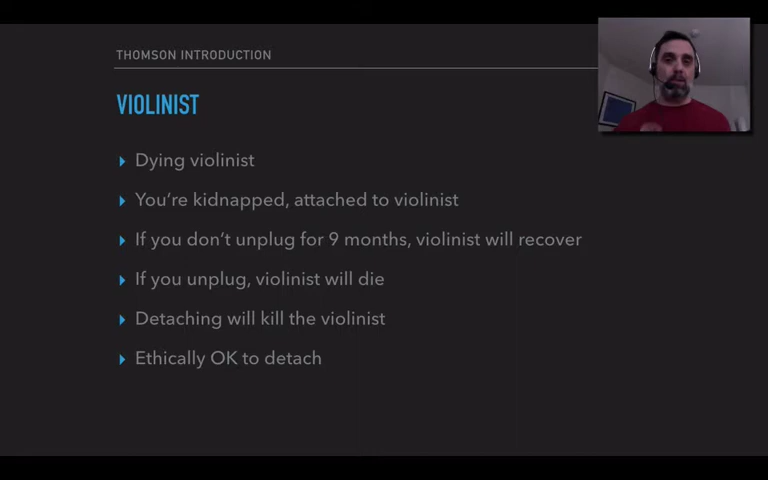 THOMSON INTRODUCTION
VIOLINIST
Dying violinist
You're kidnapped, attached to violinist
If you don't unplug for 9 months, violinist will recover
If you unplug, violinist will die
Detaching will kill the violinist
Ethically OK to detach